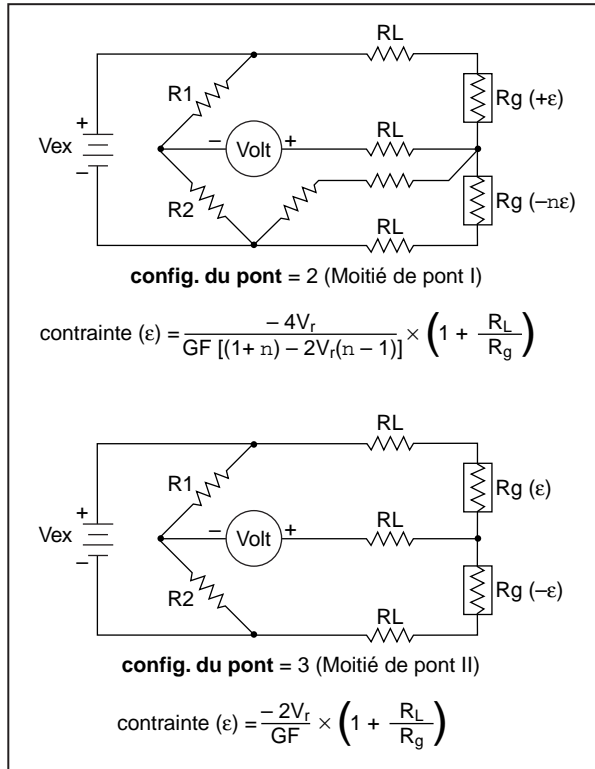 RL
R1
Rg (+ε)
Vex
+
−
− Volt +
RL
R2
Rg (−nε)
RL
config. du pont = 2 (Moitié de pont I)
contrainte (ε) = − 4Vr / GF [(1+ n) − 2Vr(n − 1)] × (1 + RL / Rg)
RL
R1
Rg (ε)
Vex
+
−
− Volt +
RL
R2
Rg (−ε)
RL
config. du pont = 3 (Moitié de pont II)
contrainte (ε) = − 2Vr / GF × (1 + RL / Rg)